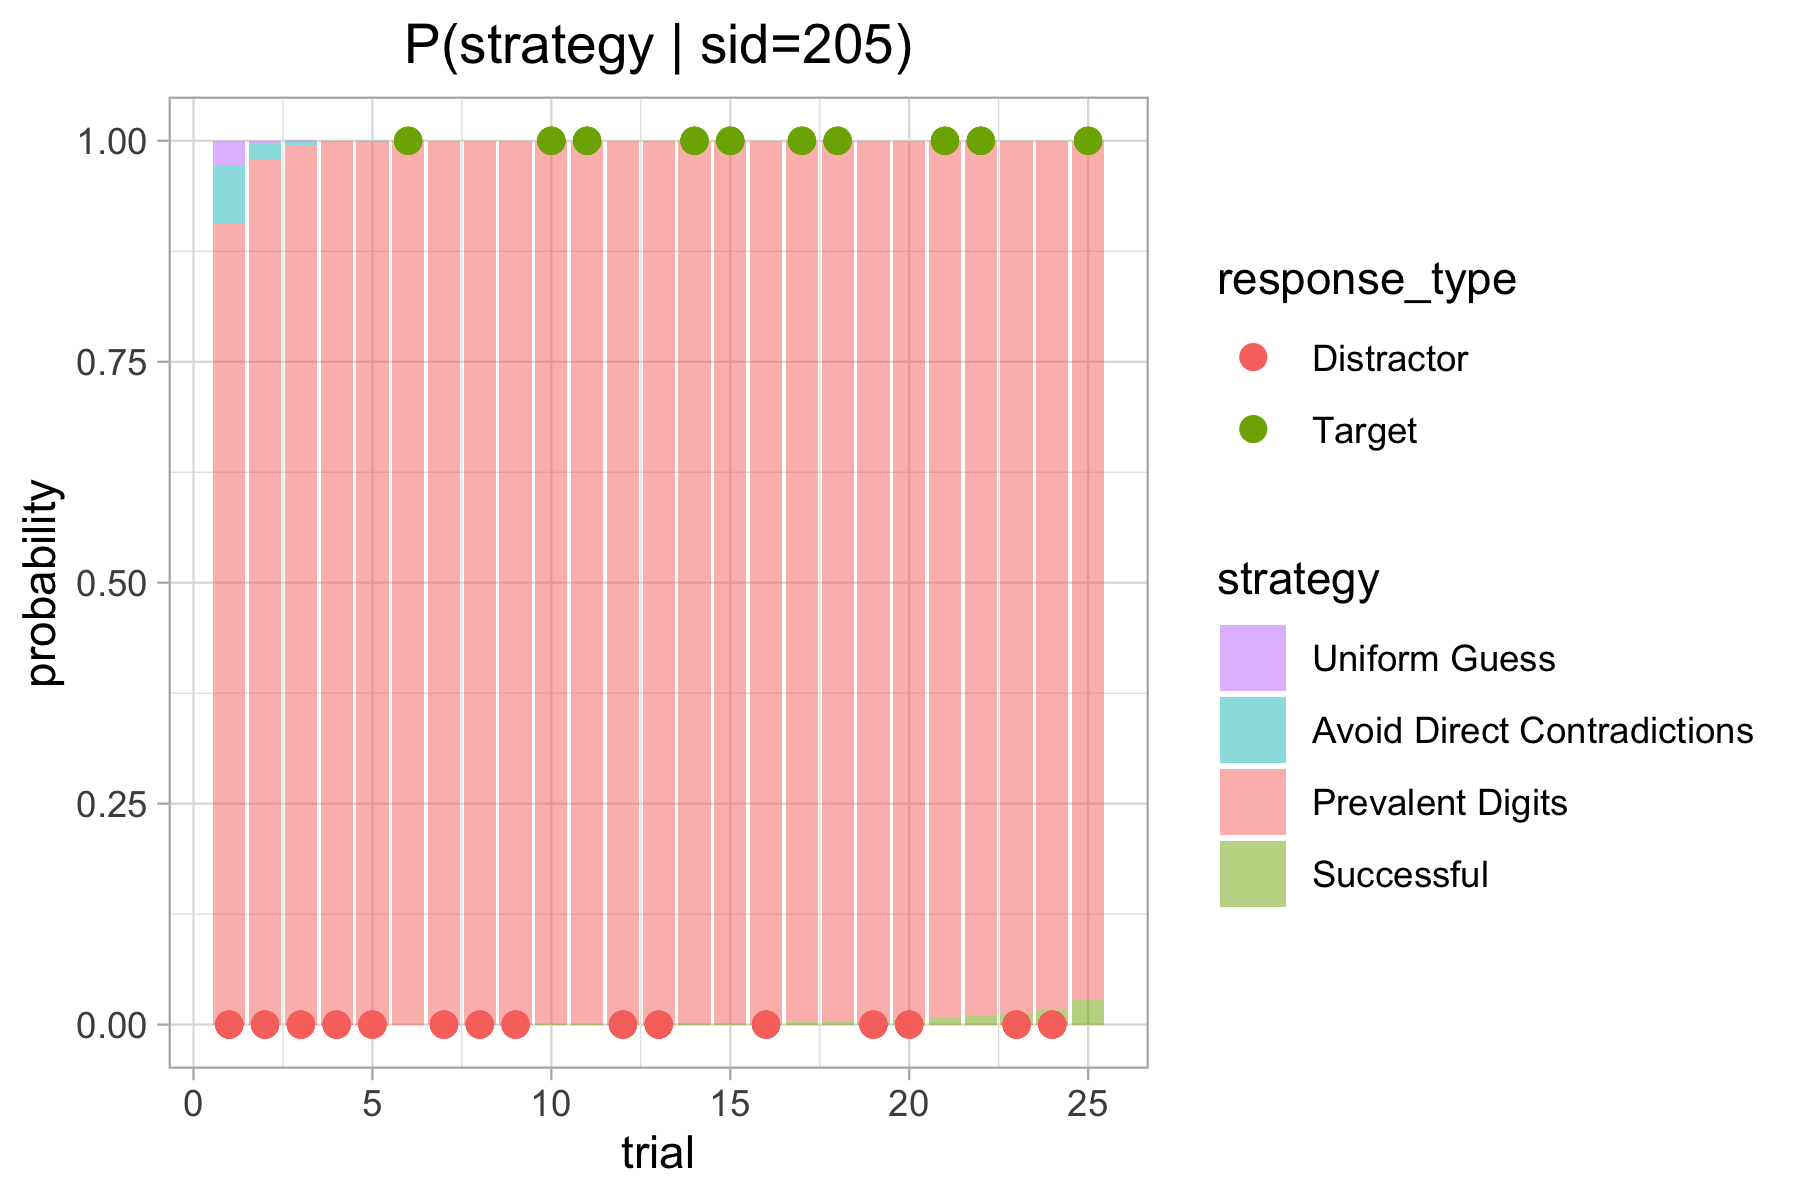 P(strategy | sid=205)
probability
1.00
0.75
0.50
0.25
0.00
0 5 10 15 20 25
trial
response_type
Distractor
Target
strategy
Uniform Guess
Avoid Direct Contradictions
Prevalent Digits
Successful